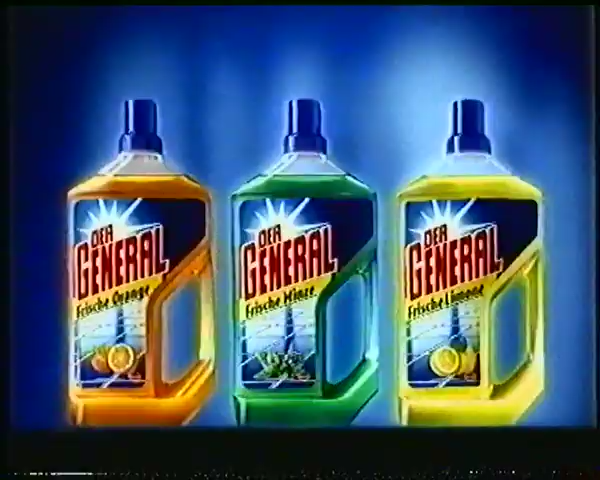 DER
GENERAL
Frische Orange
DER
GENERAL
Frische Minze
DER
GENERAL
Frische Limone